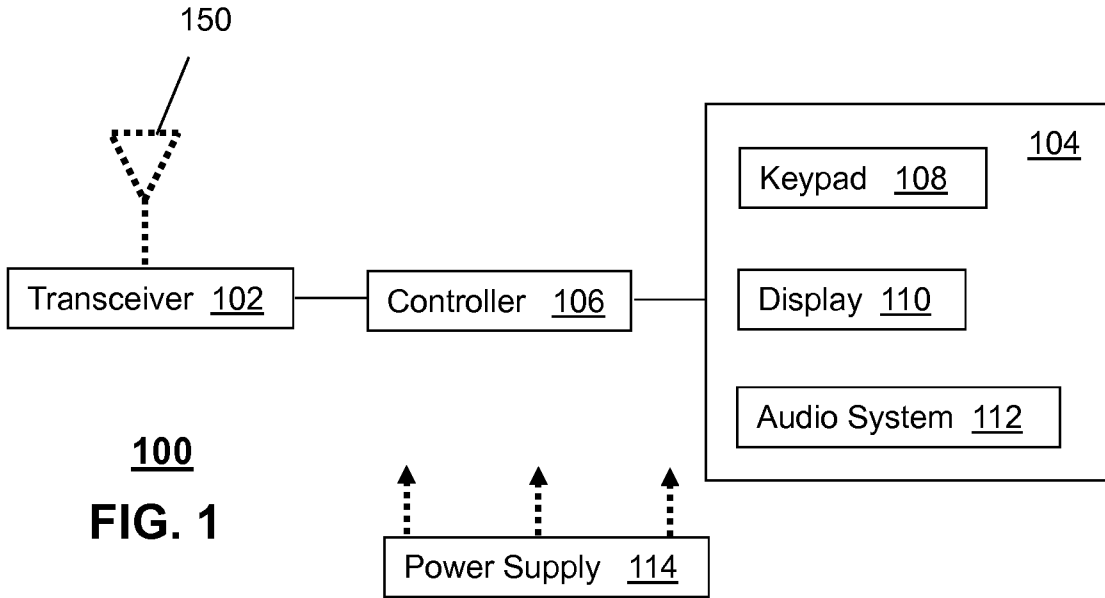 150
104
Keypad 108
Transceiver 102
Controller 106
Display 110
Audio System 112
100
FIG. 1
Power Supply 114